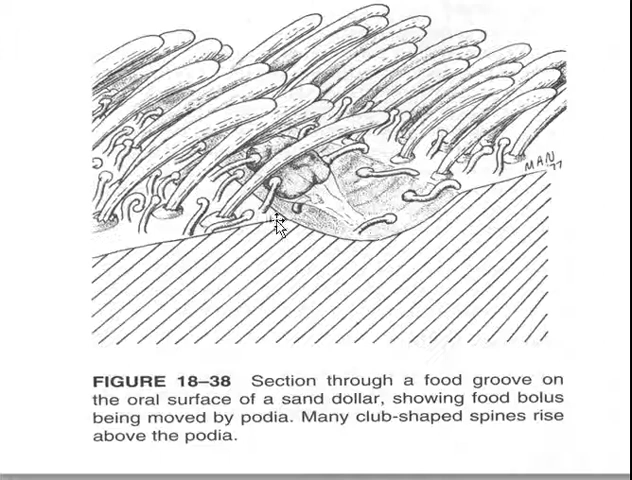 MAN
'77
FIGURE 18–38 Section through a food groove on
the oral surface of a sand dollar, showing food bolus
being moved by podia. Many club-shaped spines rise
above the podia.